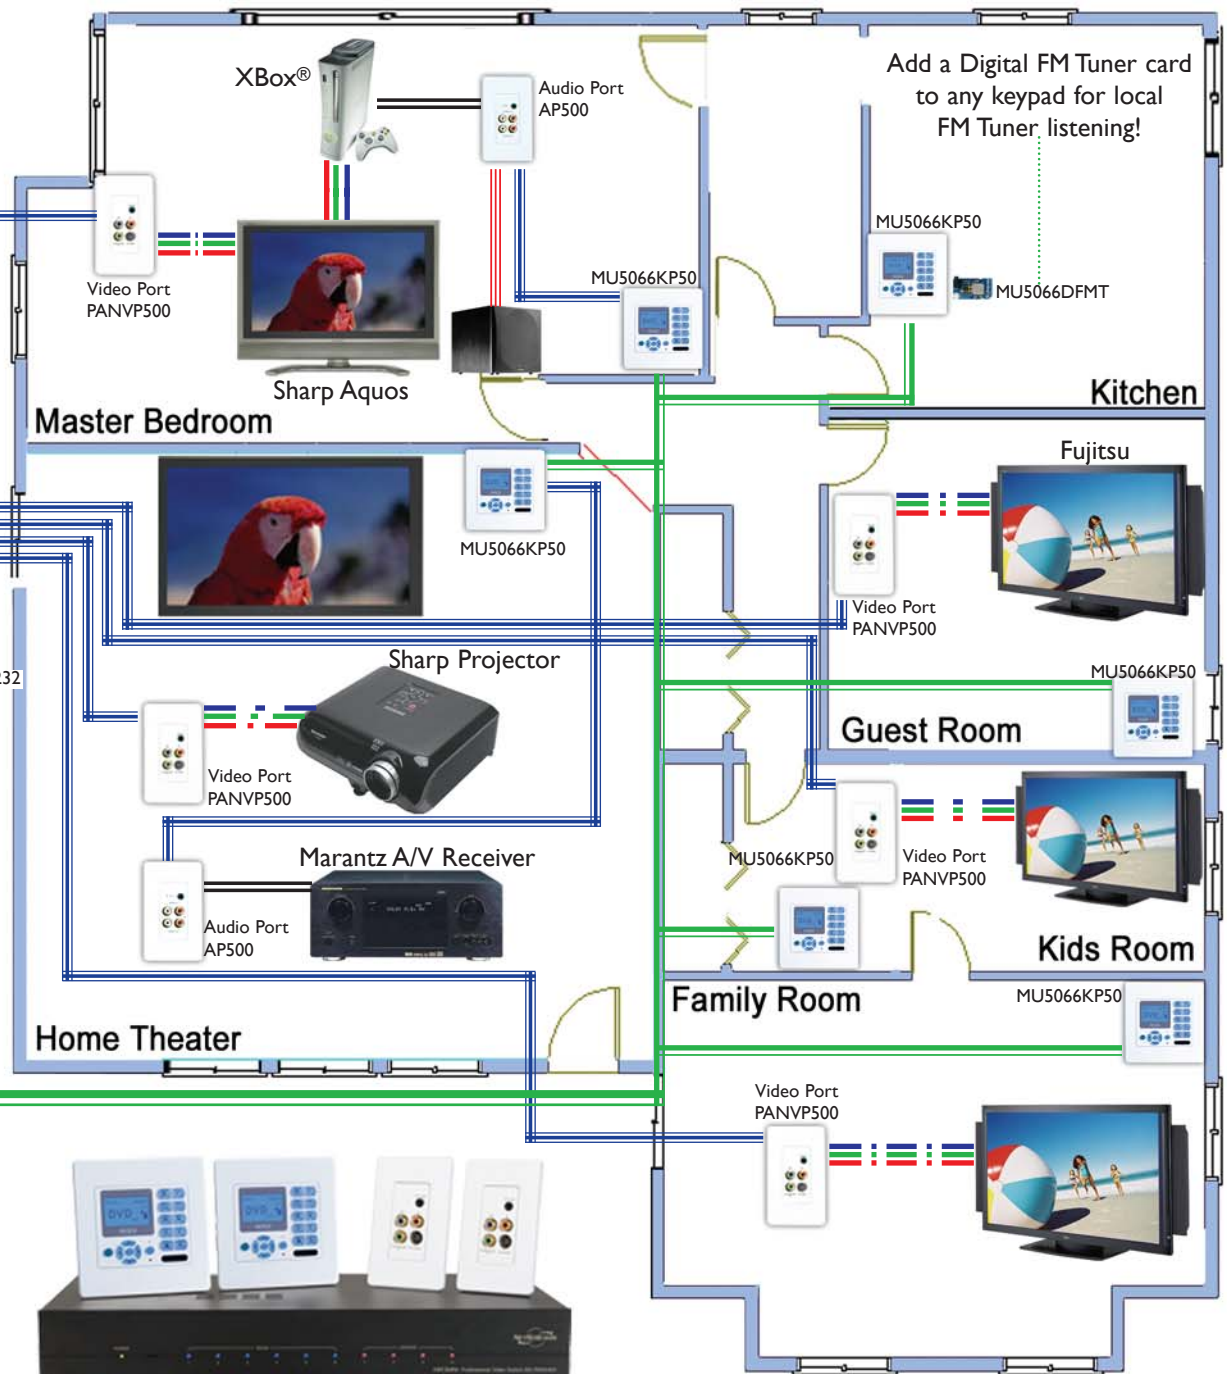 XBox®
Audio Port
AP500
Add a Digital FM Tuner card
to any keypad for local
FM Tuner listening!
MU5066KP50
MU5066DFMT
Video Port
PANVP500
MU5066KP50
Sharp Aquos
Master Bedroom
Kitchen
Fujitsu
MU5066KP50
Video Port
PANVP500
Sharp Projector
232
MU5066KP50
Guest Room
Video Port
PANVP500
Marantz A/V Receiver
MU5066KP50
Video Port
PANVP500
Audio Port
AP500
Kids Room
Family Room
MU5066KP50
Home Theater
Video Port
PANVP500
DVD
DVD